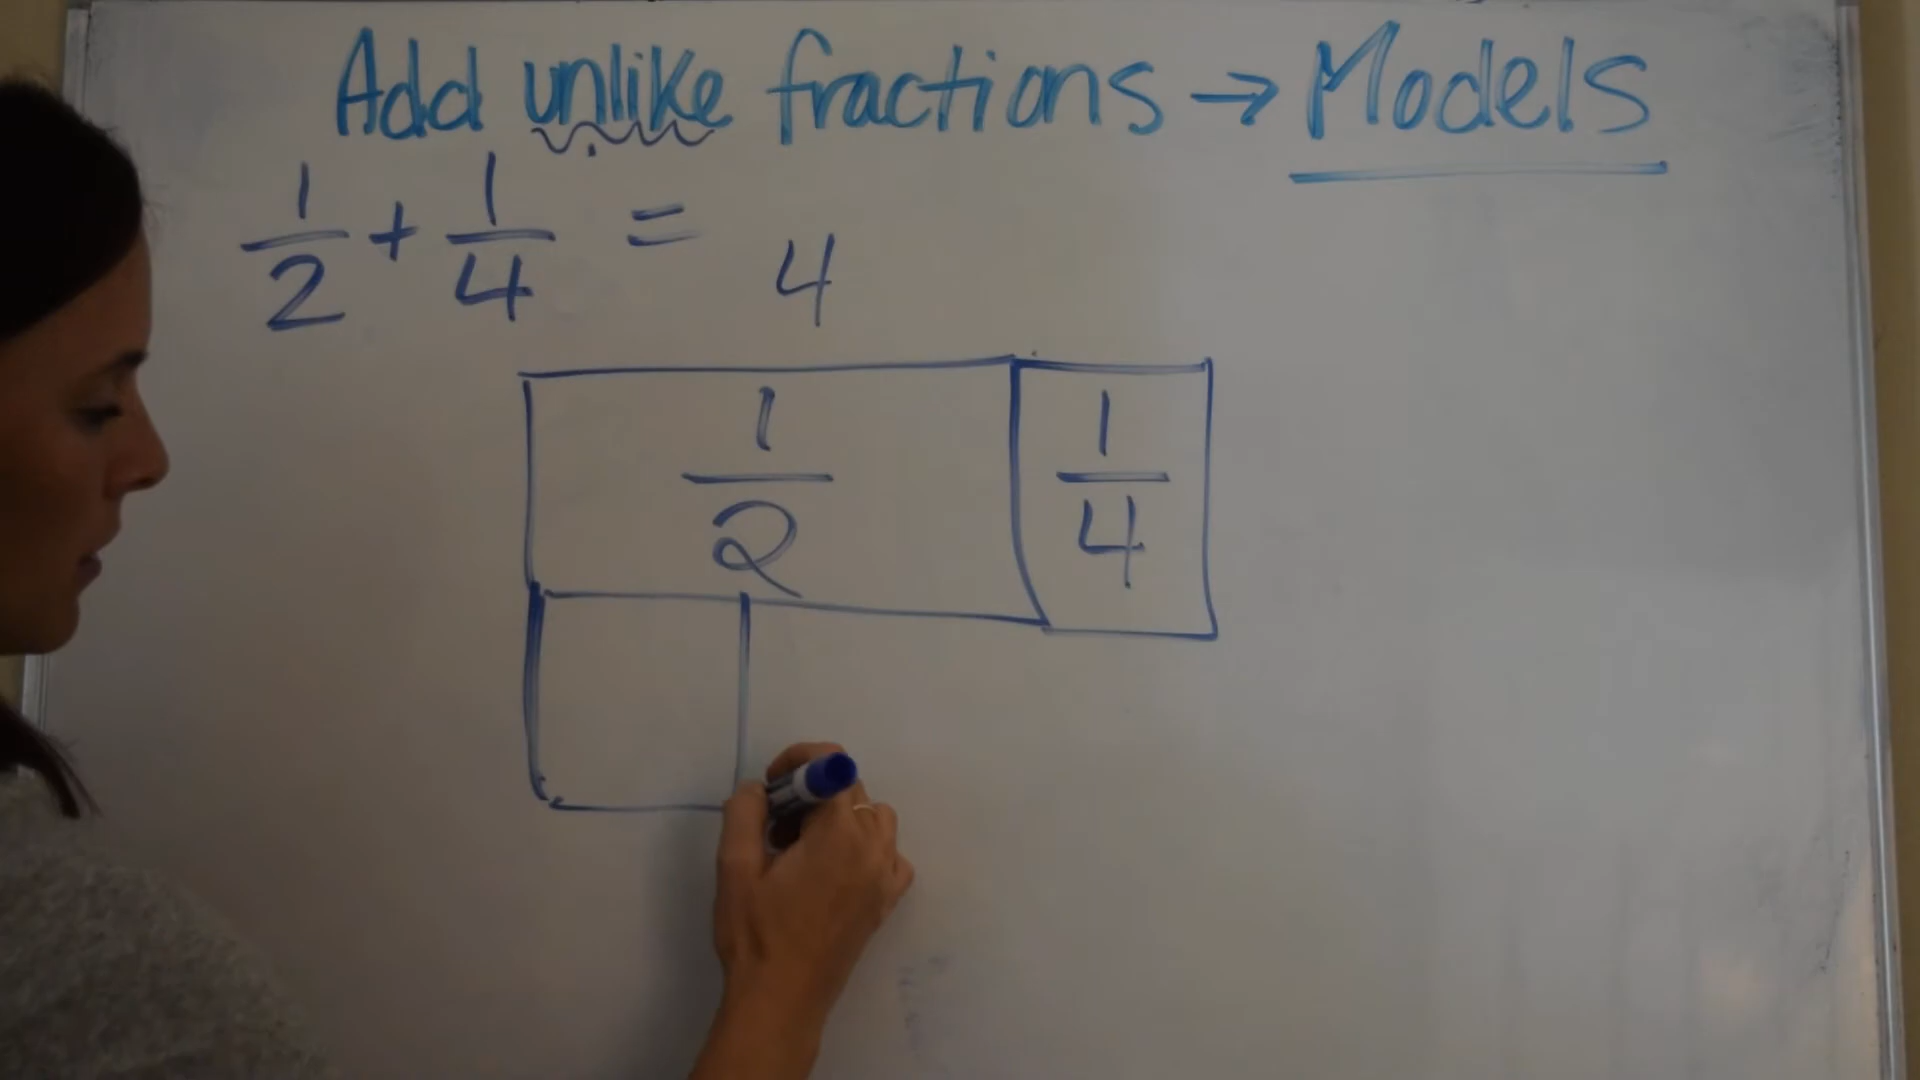 Add unlike fractions → Models
1/2 + 1/4 = 4
1/2 1/4